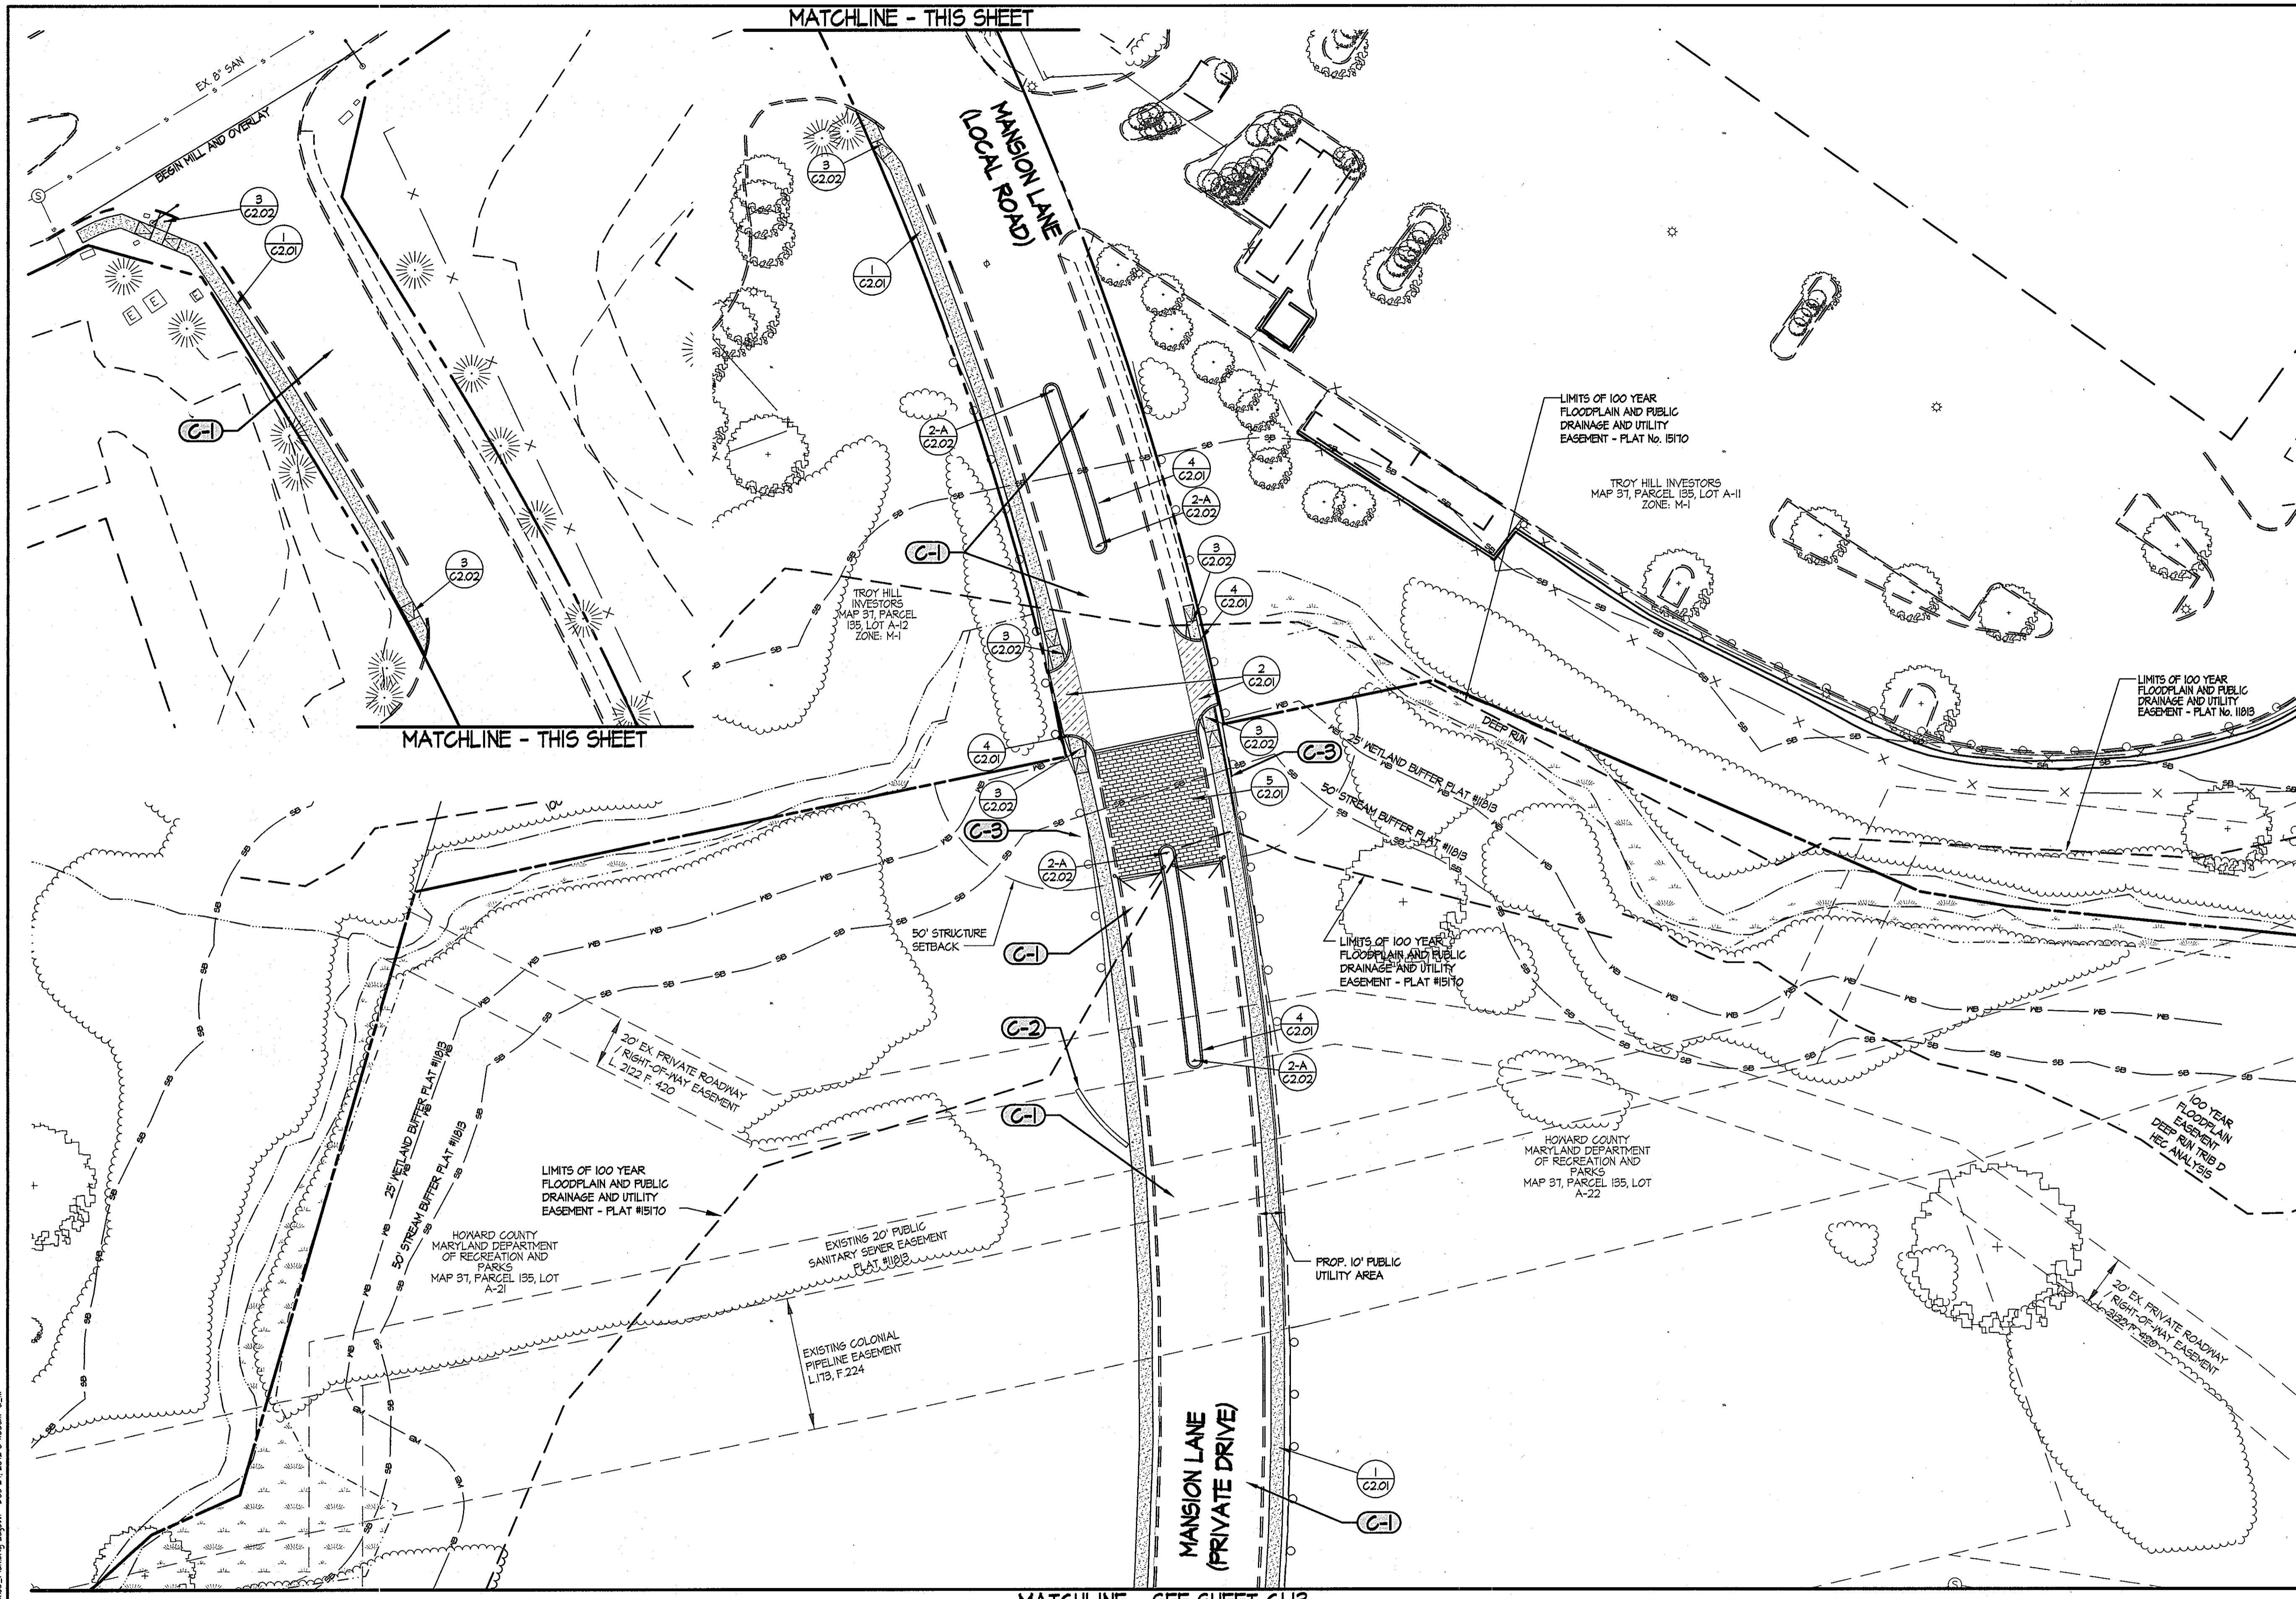 MATCHLINE - THIS SHEET
EX. 8" SAN
BEGIN MILL AND OVERLAY
S
3
C2.02
1
C2.01
E
E
E
C-1
3
C2.02
MATCHLINE - THIS SHEET
MANSION LANE
(LOCAL ROAD)
3
C2.02
1
C2.01
2-A
C2.02
4
C2.01
2-A
C2.02
C-1
3
C2.02
4
C2.01
TROY HILL
INVESTORS
MAP 37, PARCEL
135, LOT A-12
ZONE: M-1
3
C2.02
2
C2.01
LIMITS OF 100 YEAR
FLOODPLAIN AND PUBLIC
DRAINAGE AND UTILITY
EASEMENT - PLAT No. 15170
TROY HILL INVESTORS
MAP 37, PARCEL 135, LOT A-11
ZONE: M-1
LIMITS OF 100 YEAR
FLOODPLAIN AND PUBLIC
DRAINAGE AND UTILITY
EASEMENT - PLAT No. 11813
DEEP RUN
4
C2.01
3
C2.02
C-3
3
C2.02
C-3
5
C2.01
25' WETLAND BUFFER PLAT #11813
50' STREAM BUFFER PLAT #11813
2-A
C2.02
50' STRUCTURE
SETBACK
C-1
LIMITS OF 100 YEAR
FLOODPLAIN AND PUBLIC
DRAINAGE AND UTILITY
EASEMENT - PLAT #15170
C-2
4
C2.01
2-A
C2.02
C-1
20' EX. PRIVATE ROADWAY
/ RIGHT-OF-WAY EASEMENT
L. 2122 F. 420
25' WETLAND BUFFER PLAT #11813
50' STREAM BUFFER PLAT #11813
LIMITS OF 100 YEAR
FLOODPLAIN AND PUBLIC
DRAINAGE AND UTILITY
EASEMENT - PLAT #15170
HOWARD COUNTY
MARYLAND DEPARTMENT
OF RECREATION AND
PARKS
MAP 37, PARCEL 135, LOT
A-21
EXISTING 20' PUBLIC
SANITARY SEWER EASEMENT
PLAT #11813
EXISTING COLONIAL
PIPELINE EASEMENT
L.173, F.224
HOWARD COUNTY
MARYLAND DEPARTMENT
OF RECREATION AND
PARKS
MAP 37, PARCEL 135, LOT
A-22
100 YEAR
FLOODPLAIN
EASEMENT
DEEP RUN TRIB D
HEC ANALYSIS
PROP. 10' PUBLIC
UTILITY AREA
20' EX. PRIVATE ROADWAY
/ RIGHT-OF-WAY EASEMENT
MANSION LANE
(PRIVATE DRIVE)
1
C2.01
C-1
S
MATCHLINE - SEE SHEET C1.13